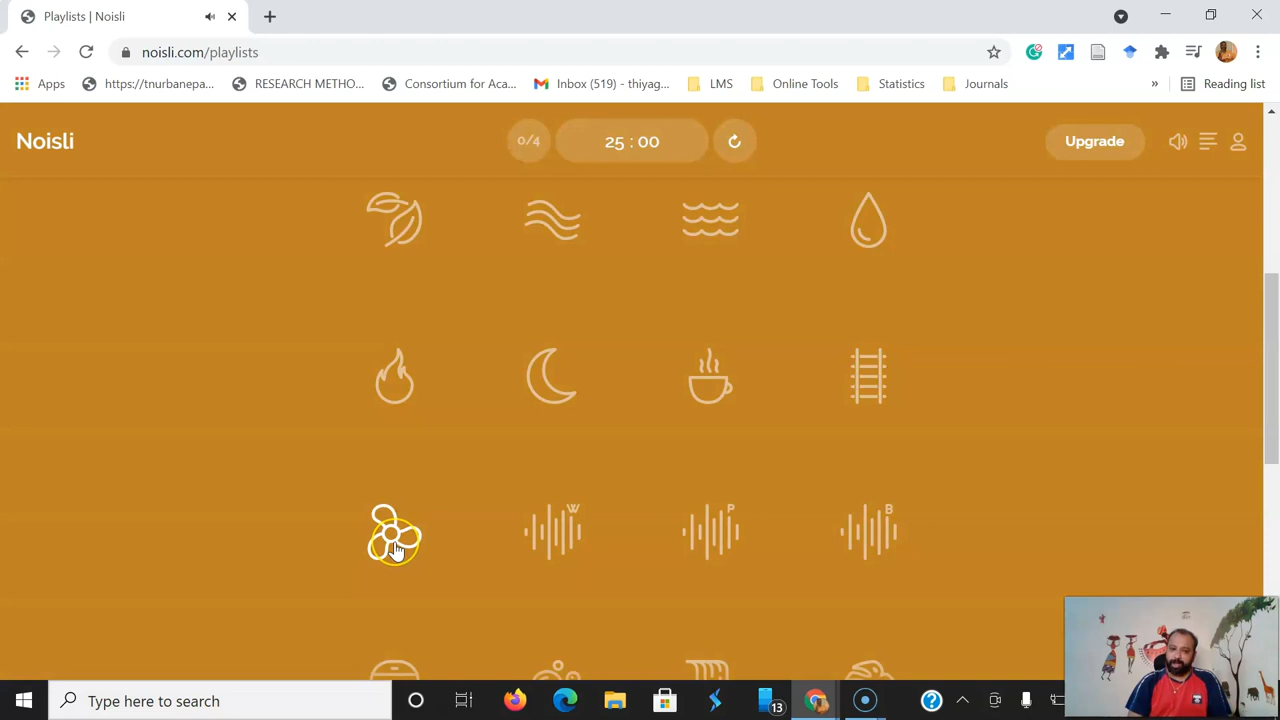 Playlists | Noisli
noisli.com/playlists
Apps
https://tnurbanepa...
RESEARCH METHO...
Consortium for Aca...
Inbox (519) - thiyag...
LMS
Online Tools
Statistics
Journals
»
Reading list
Noisli
0/4
25 : 00
Upgrade
W
P
B
Type here to search
13